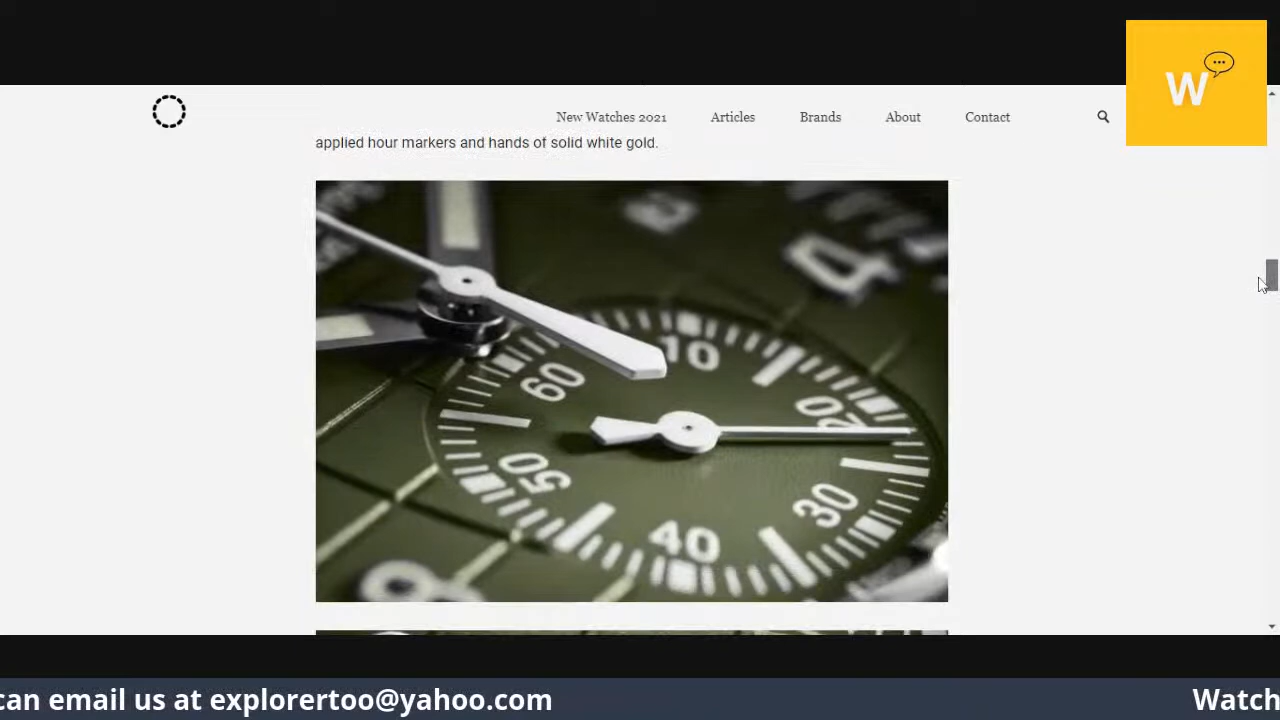 W
New Watches 2021 Articles Brands About Contact
applied hour markers and hands of solid white gold.
60 10 20 30 40 50
can email us at explorertoo@yahoo.com Watch